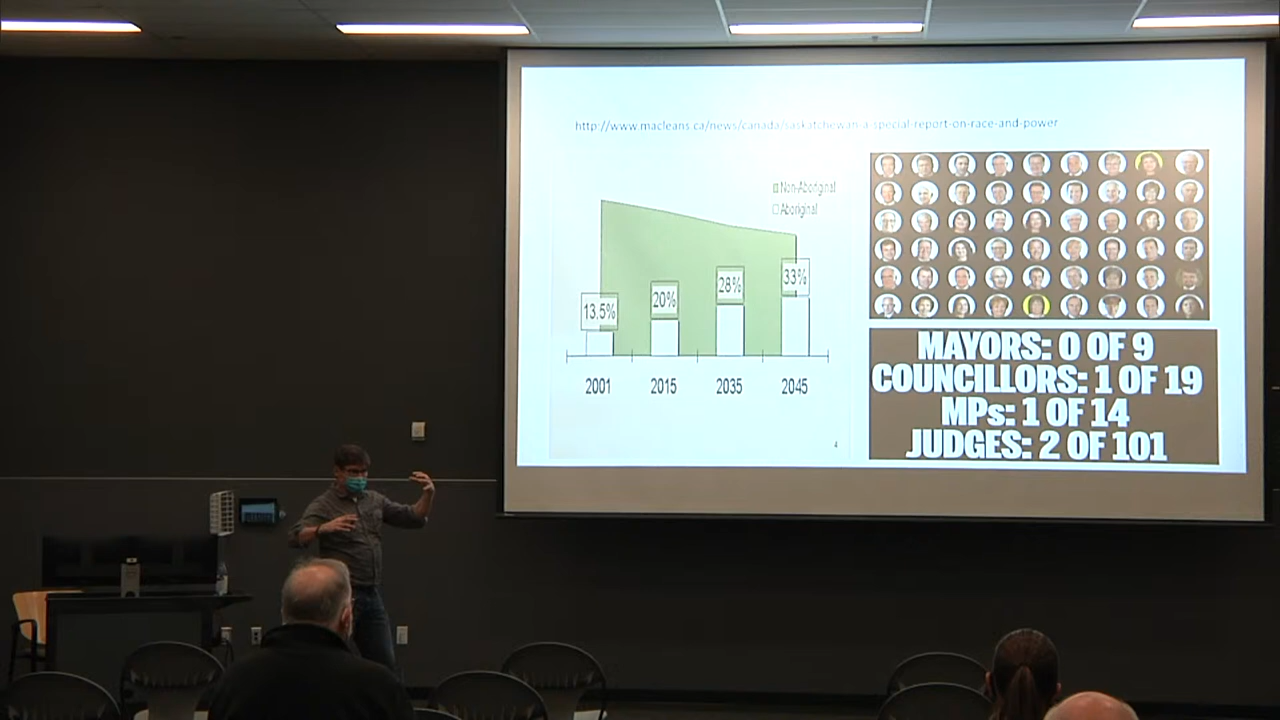 http://www.macleans.ca/news/canada/saskatchewan-a-special-report-on-race-and-power
Non-Aboriginal
Aboriginal
13.5%
20%
28%
33%
2001
2015
2035
2045
4
MAYORS: 0 OF 9
COUNCILLORS: 1 OF 19
MPs: 1 OF 14
JUDGES: 2 OF 101